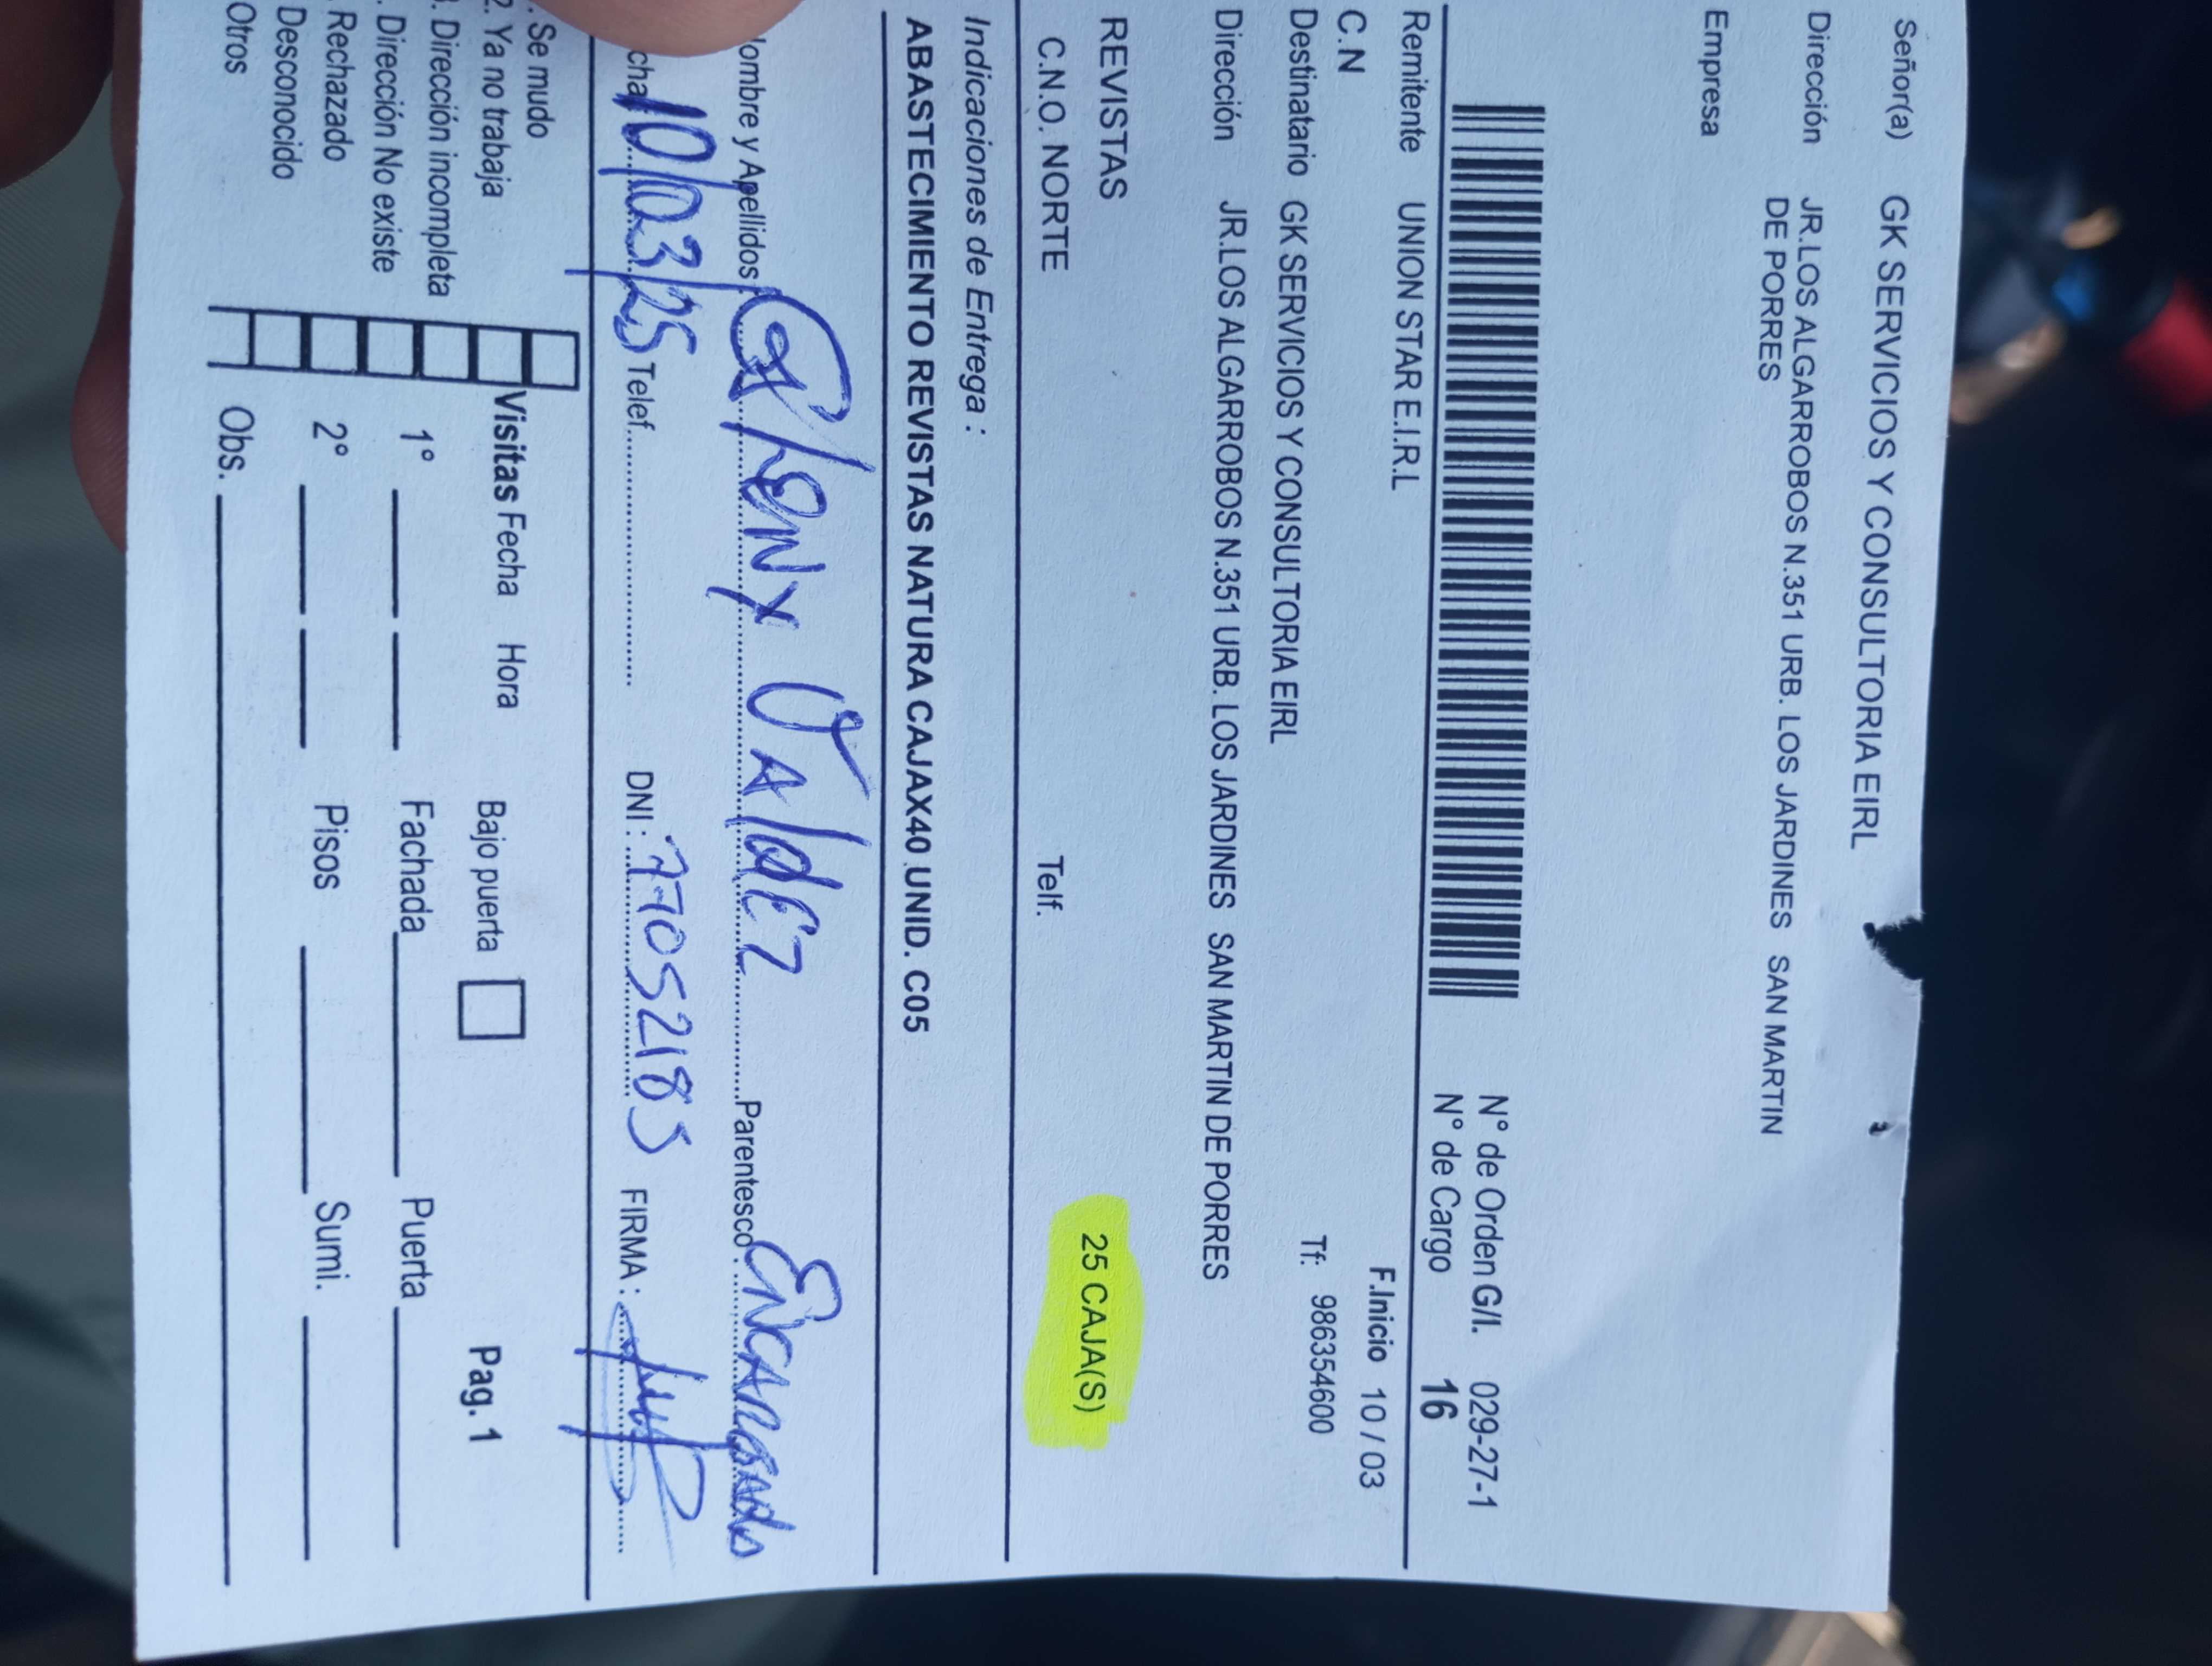 Señor(a) GK SERVICIOS Y CONSULTORIA EIRL
Dirección JR.LOS ALGARROBOS N.351 URB. LOS JARDINES SAN MARTIN
DE PORRES
Empresa
N° de Orden G/I. 029-27-1
N° de Cargo 16
Remitente UNION STAR E.I.R.L
C.N F.Inicio 10 / 03
Destinatario GK SERVICIOS Y CONSULTORIA EIRL Tf: 986354600
Dirección JR.LOS ALGARROBOS N.351 URB. LOS JARDINES SAN MARTIN DE PORRES
REVISTAS 25 CAJA(S)
C.N.O. NORTE Telf.
Indicaciones de Entrega :
ABASTECIMIENTO REVISTAS NATURA CAJAX40 UNID. C05
ombre y Apellidos: VAldEz Parentesco: ENCARGAdo
cha 10/03/25 Telef. DNI : FIRMA :
. Se mudo
2. Ya no trabaja Visitas Fecha Hora Bajo puerta Pag. 1
. Dirección incompleta
. Dirección No existe 1° Fachada Puerta
. Rechazado 2° Pisos Sumi.
Desconocido
Otros Obs.